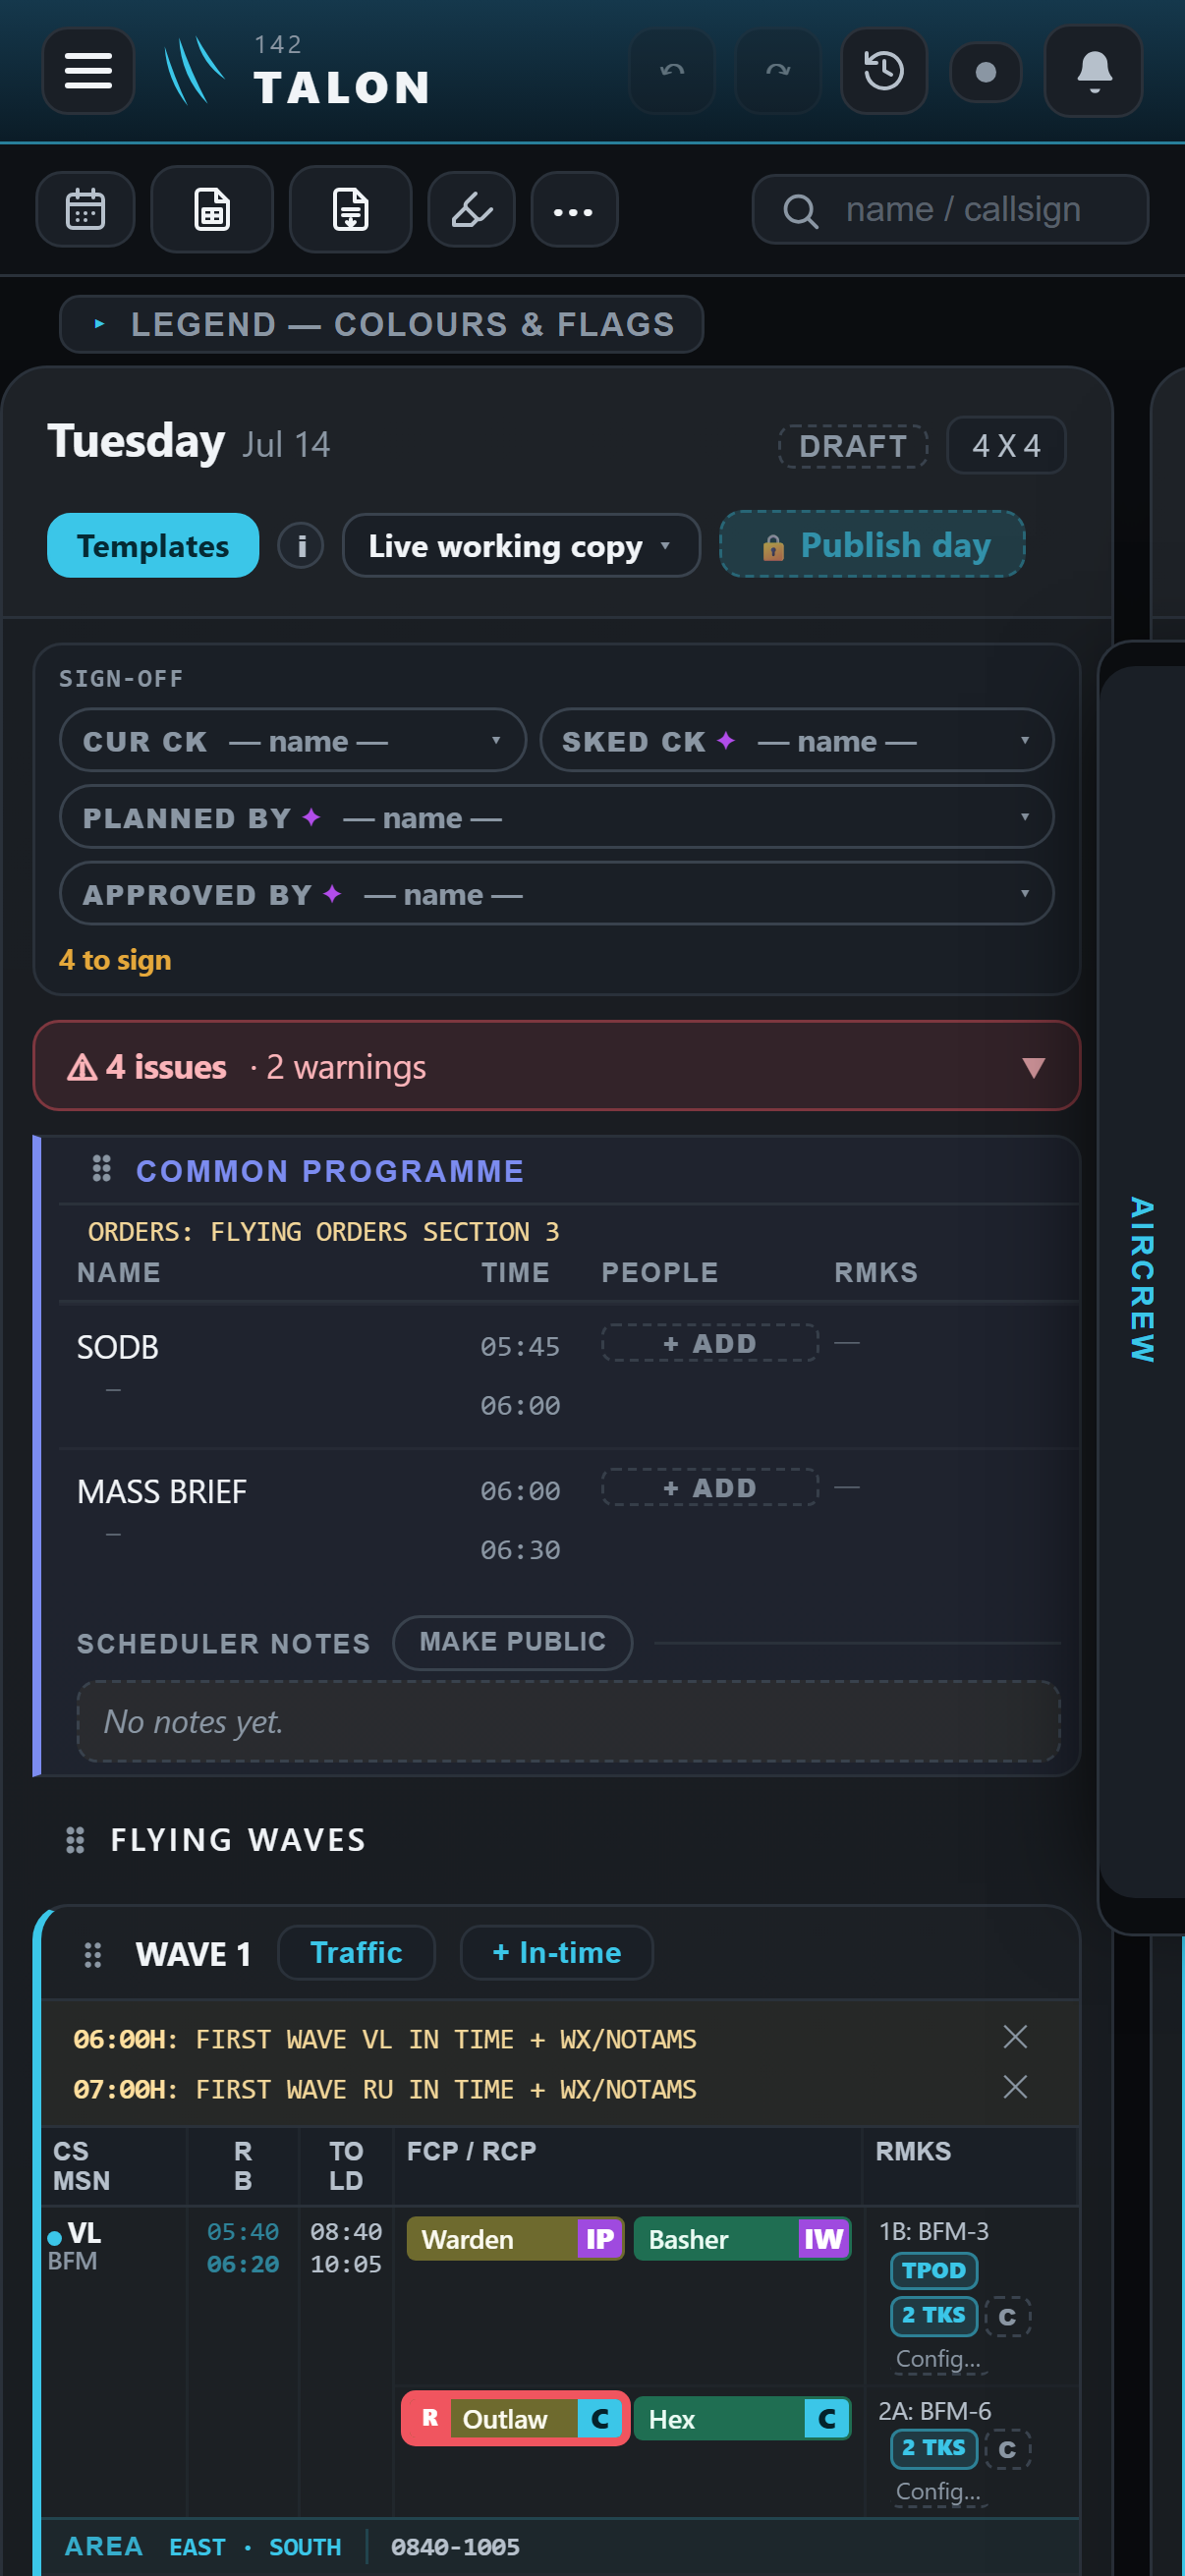 142
TALON
name / callsign
▸ LEGEND — COLOURS & FLAGS
Tuesday Jul 14 DRAFT 4 X 4
Templates i Live working copy ▾ Publish day
SIGN-OFF
CUR CK — name — ▾ SKED CK ✦ — name — ▾
PLANNED BY ✦ — name — ▾
APPROVED BY ✦ — name — ▾
4 to sign
⚠ 4 issues · 2 warnings ▼
COMMON PROGRAMME
ORDERS: FLYING ORDERS SECTION 3
NAME TIME PEOPLE RMKS
SODB 05:45 + ADD —
— 06:00
MASS BRIEF 06:00 + ADD —
— 06:30
SCHEDULER NOTES MAKE PUBLIC
No notes yet.
AIRCREW
FLYING WAVES
WAVE 1 Traffic + In-time
06:00H: FIRST WAVE VL IN TIME + WX/NOTAMS
07:00H: FIRST WAVE RU IN TIME + WX/NOTAMS
CS R TO FCP / RCP RMKS
MSN B LD
VL 05:40 08:40 Warden IP Basher IW 1B: BFM-3
BFM 06:20 10:05
TPOD
2 TKS C
Config...
R Outlaw C Hex C 2A: BFM-6
2 TKS C
Config...
AREA EAST · SOUTH 0840-1005